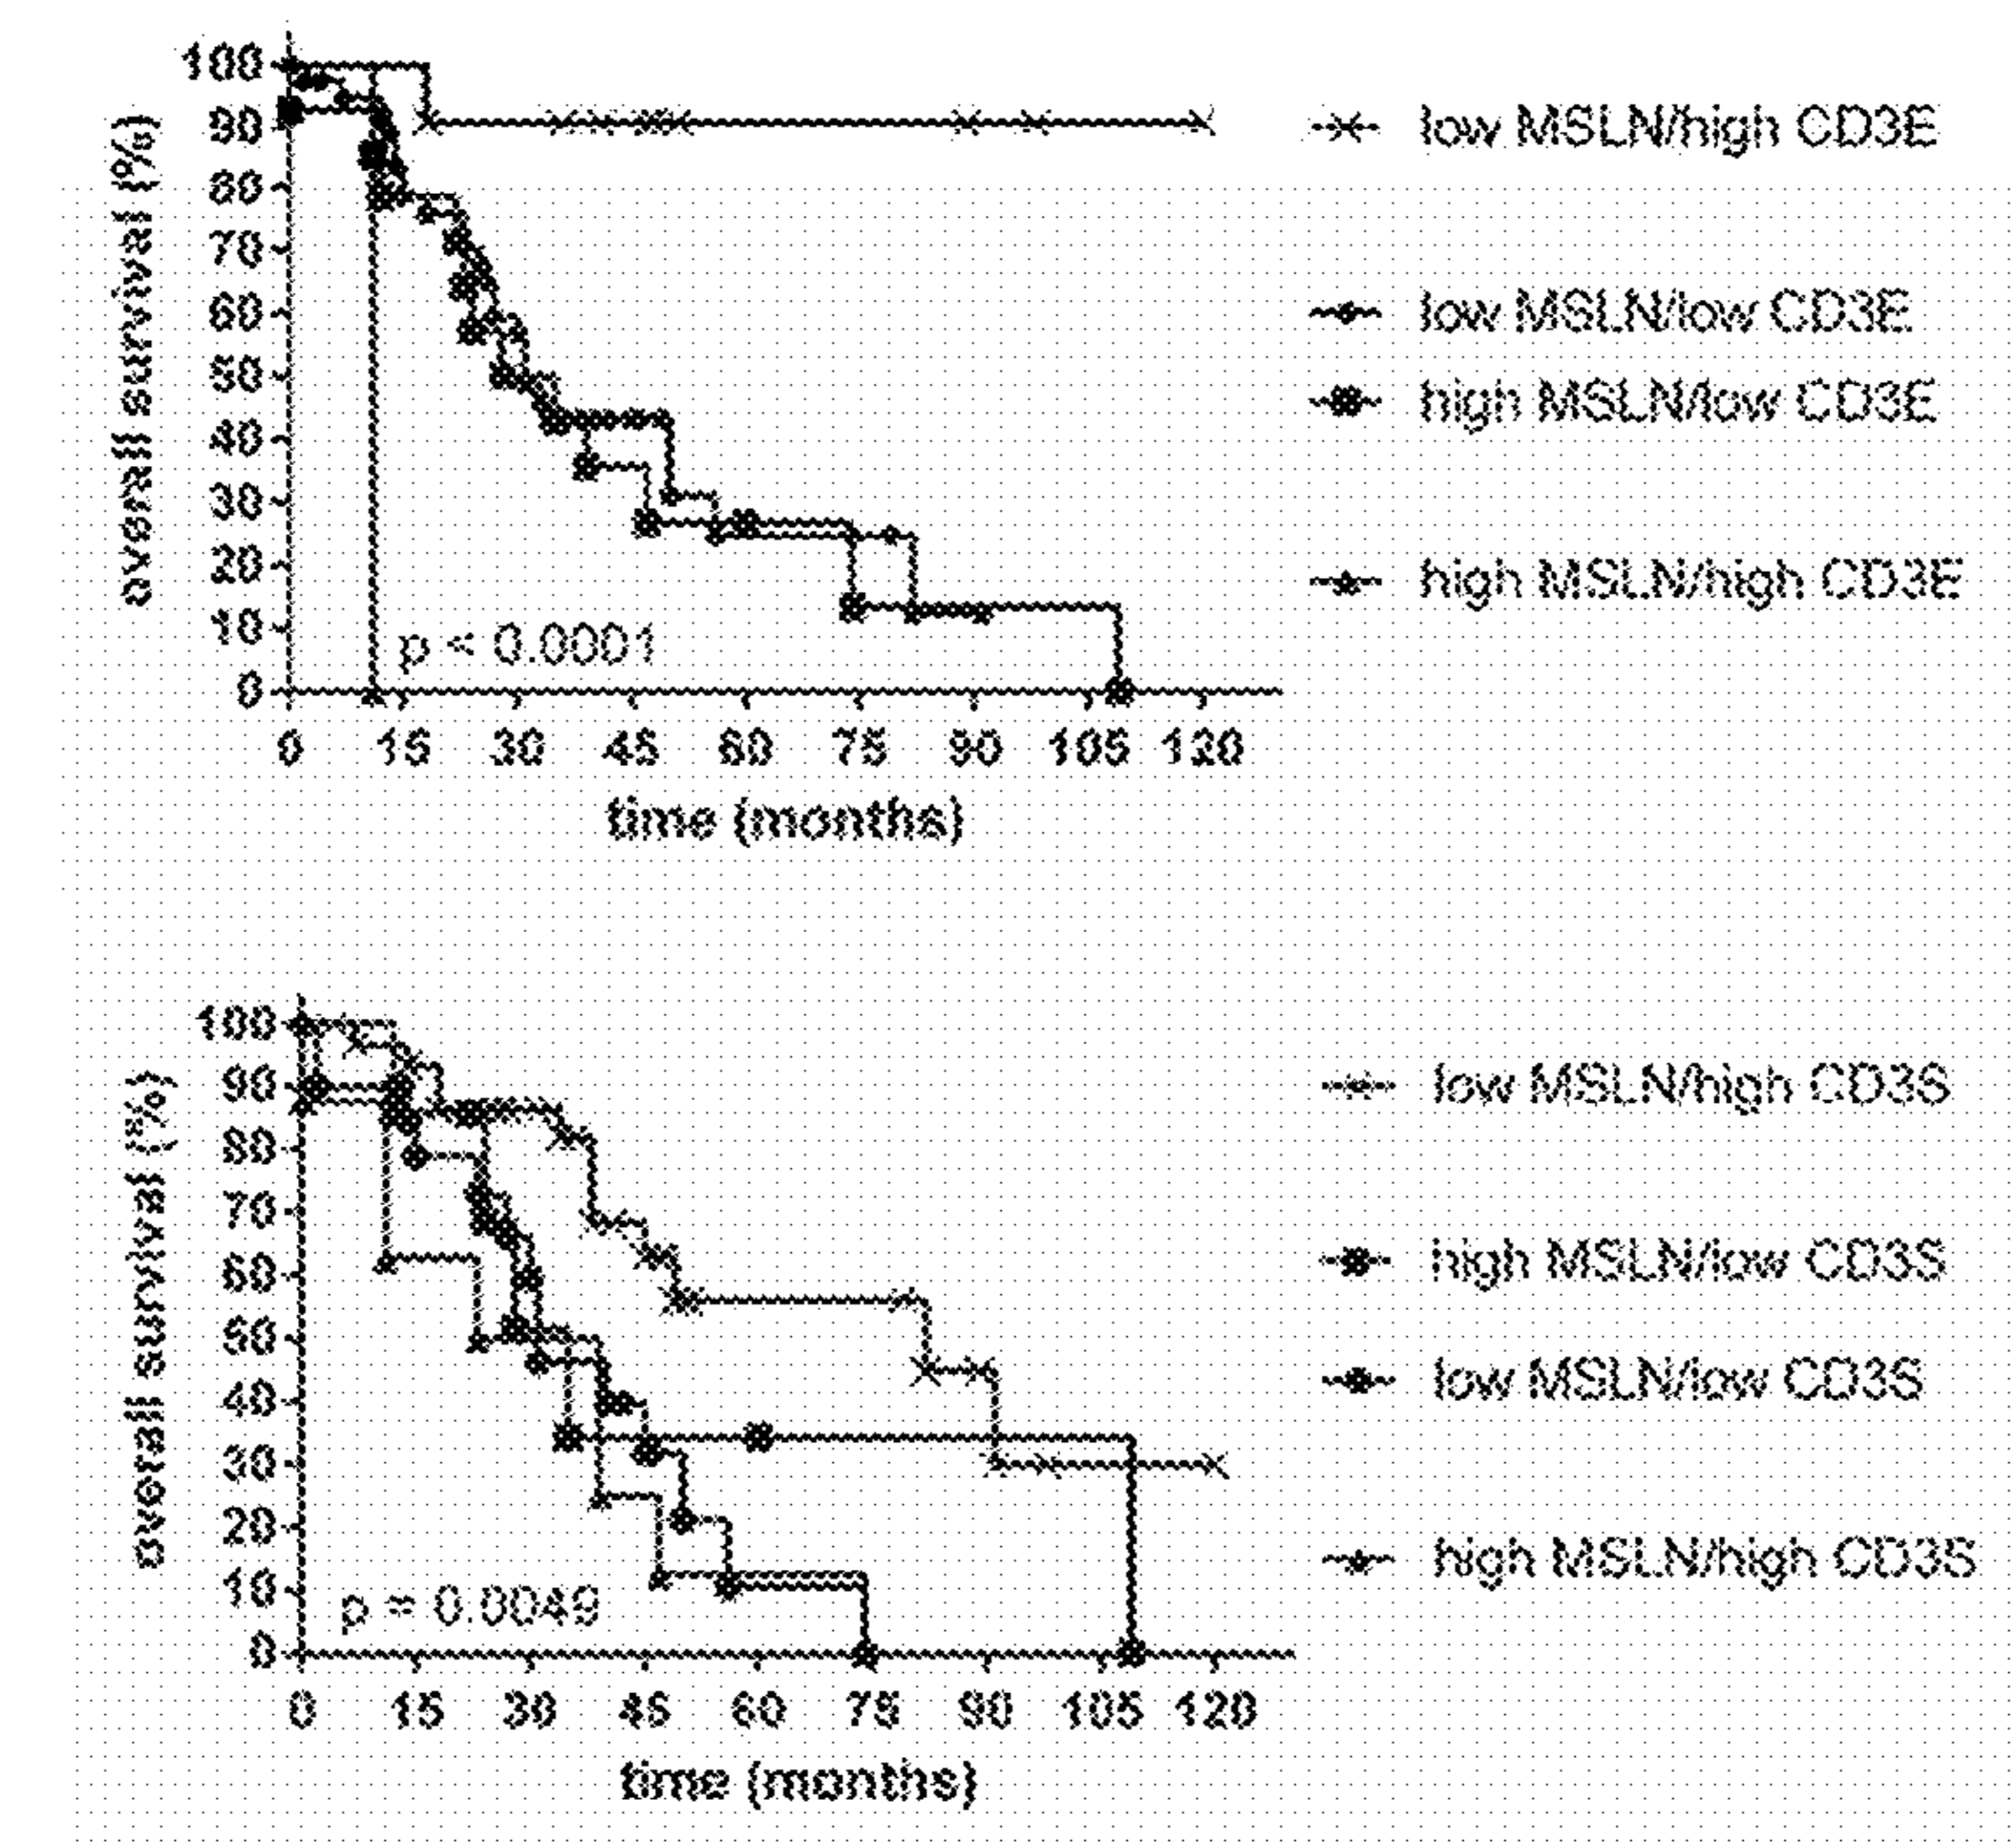 overall survival (%)
100
90
80
70
60
50
40
30
20
10
0
low MSLN/high CD3E
low MSLN/low CD3E
high MSLN/low CD3E
high MSLN/high CD3E
p < 0.0001
0 15 30 45 60 75 90 105 120
time (months)
overall survival (%)
100
90
80
70
60
50
40
30
20
10
0
low MSLN/high CD3S
high MSLN/low CD3S
low MSLN/low CD3S
high MSLN/high CD3S
p = 0.0049
0 15 30 45 60 75 90 105 120
time (months)